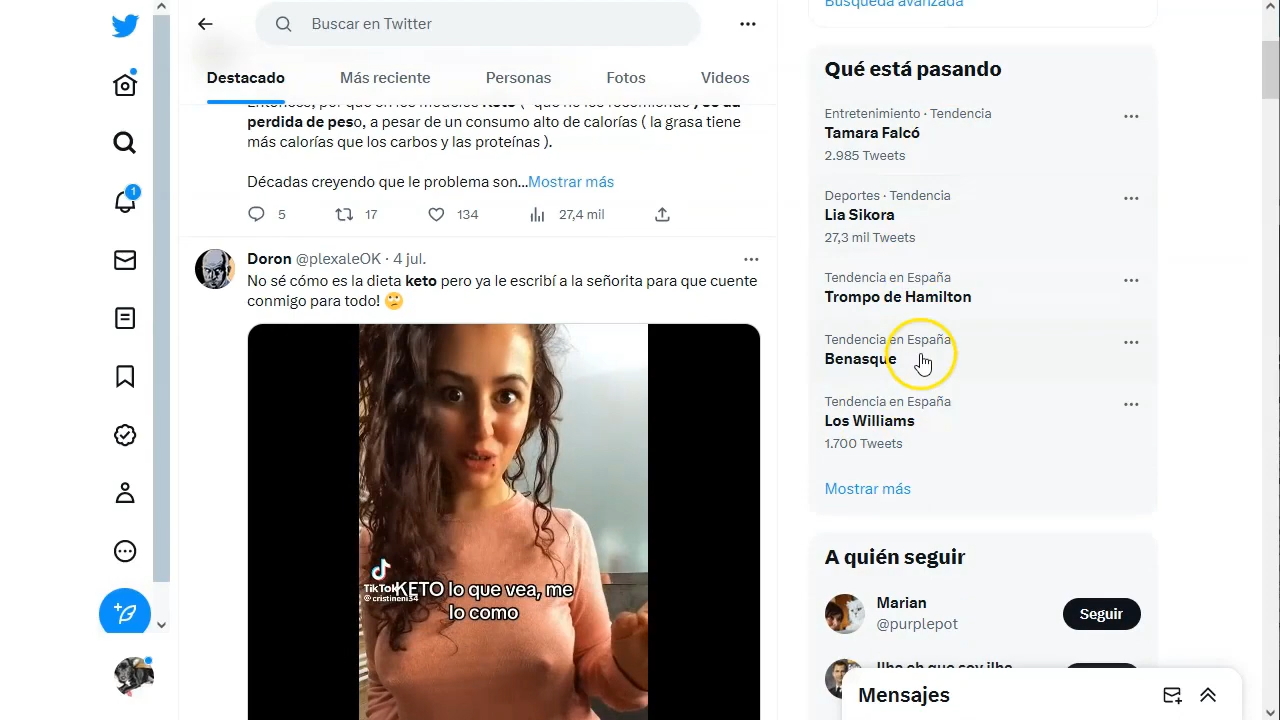 Buscar en Twitter
Destacado
Más reciente
Personas
Fotos
Videos
perdida de peso, a pesar de un consumo alto de calorías ( la grasa tiene
más calorías que los carbos y las proteínas ).
Décadas creyendo que le problema son...Mostrar más
5
17
134
27,4 mil
Doron @plexaleOK · 4 jul.
No sé cómo es la dieta keto pero ya le escribí a la señorita para que cuente
conmigo para todo! 🙄
TikTok
@cristineni34
KETO lo que vea, me
lo como
Búsqueda avanzada
Qué está pasando
Entretenimiento · Tendencia
Tamara Falcó
2.985 Tweets
Deportes · Tendencia
Lia Sikora
27,3 mil Tweets
Tendencia en España
Trompo de Hamilton
Tendencia en España
Benasque
Tendencia en España
Los Williams
1.700 Tweets
Mostrar más
A quién seguir
Marian
@purplepot
Seguir
Mensajes
1